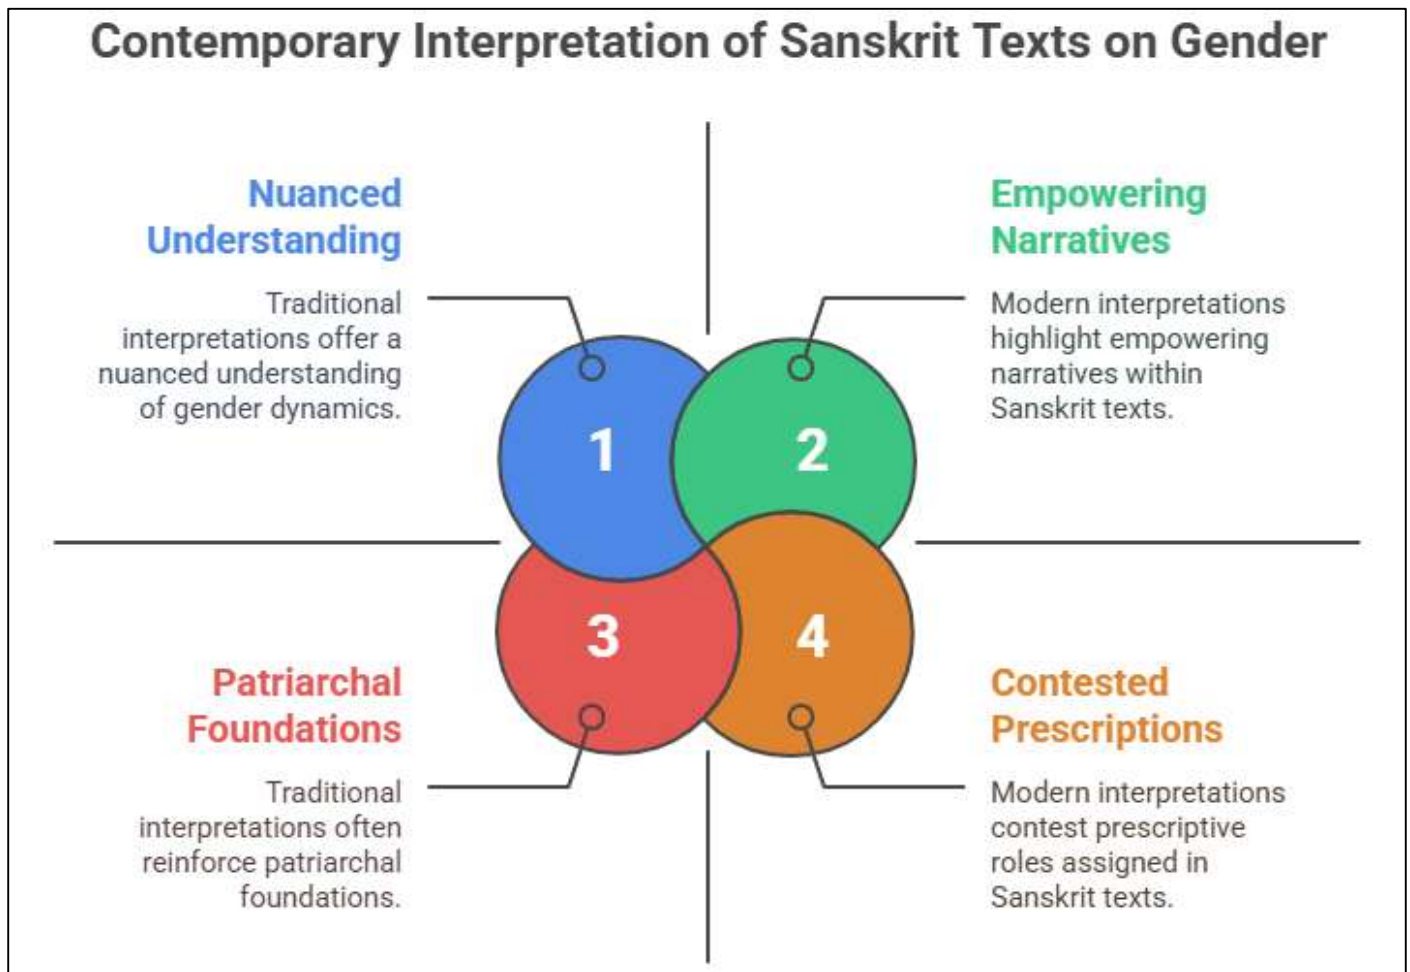 Contemporary Interpretation of Sanskrit Texts on Gender
Nuanced
Understanding
Traditional
interpretations offer a
nuanced understanding
of gender dynamics.
Empowering
Narratives
Modern interpretations
highlight empowering
narratives within
Sanskrit texts.
1
2
3
4
Patriarchal
Foundations
Traditional
interpretations often
reinforce patriarchal
foundations.
Contested
Prescriptions
Modern interpretations
contest prescriptive
roles assigned in
Sanskrit texts.